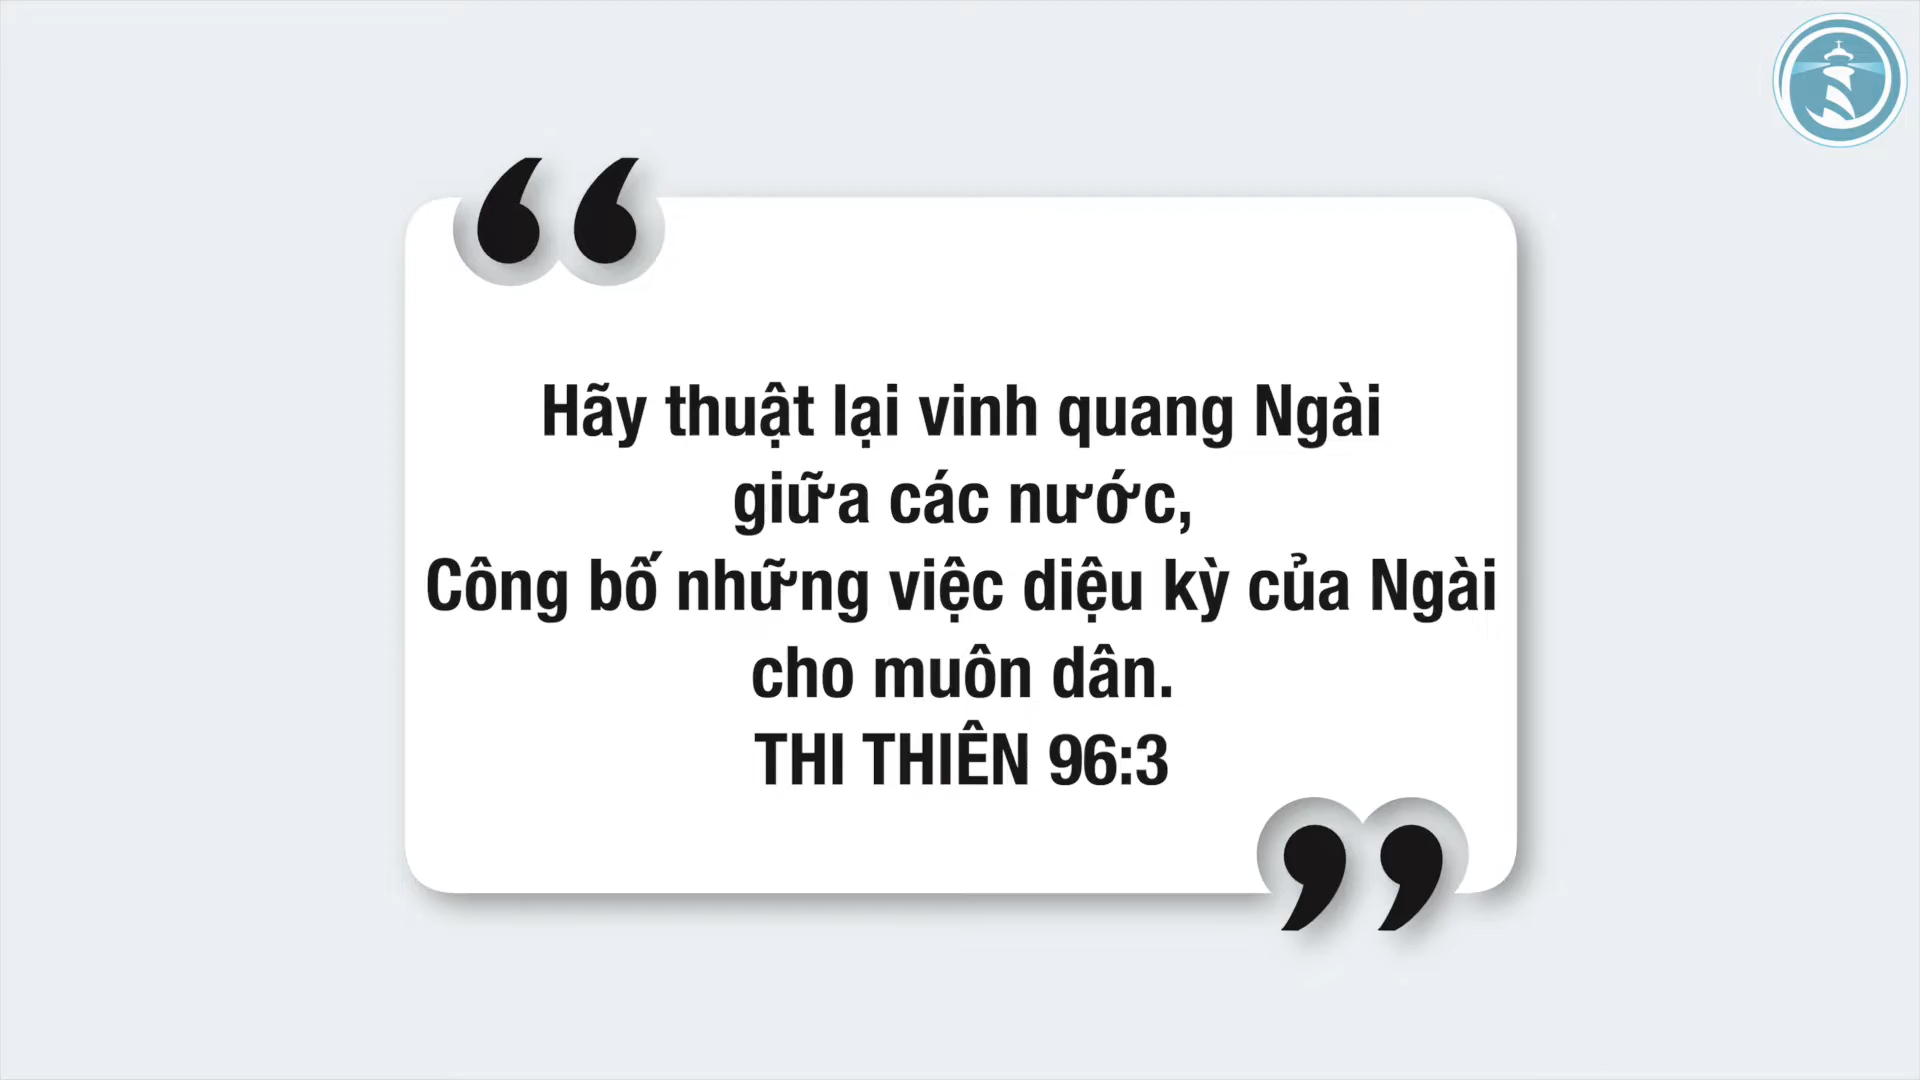 Hãy thuật lại vinh quang Ngài
giữa các nước,
Công bố những việc diệu kỳ của Ngài
cho muôn dân.
THI THIÊN 96:3